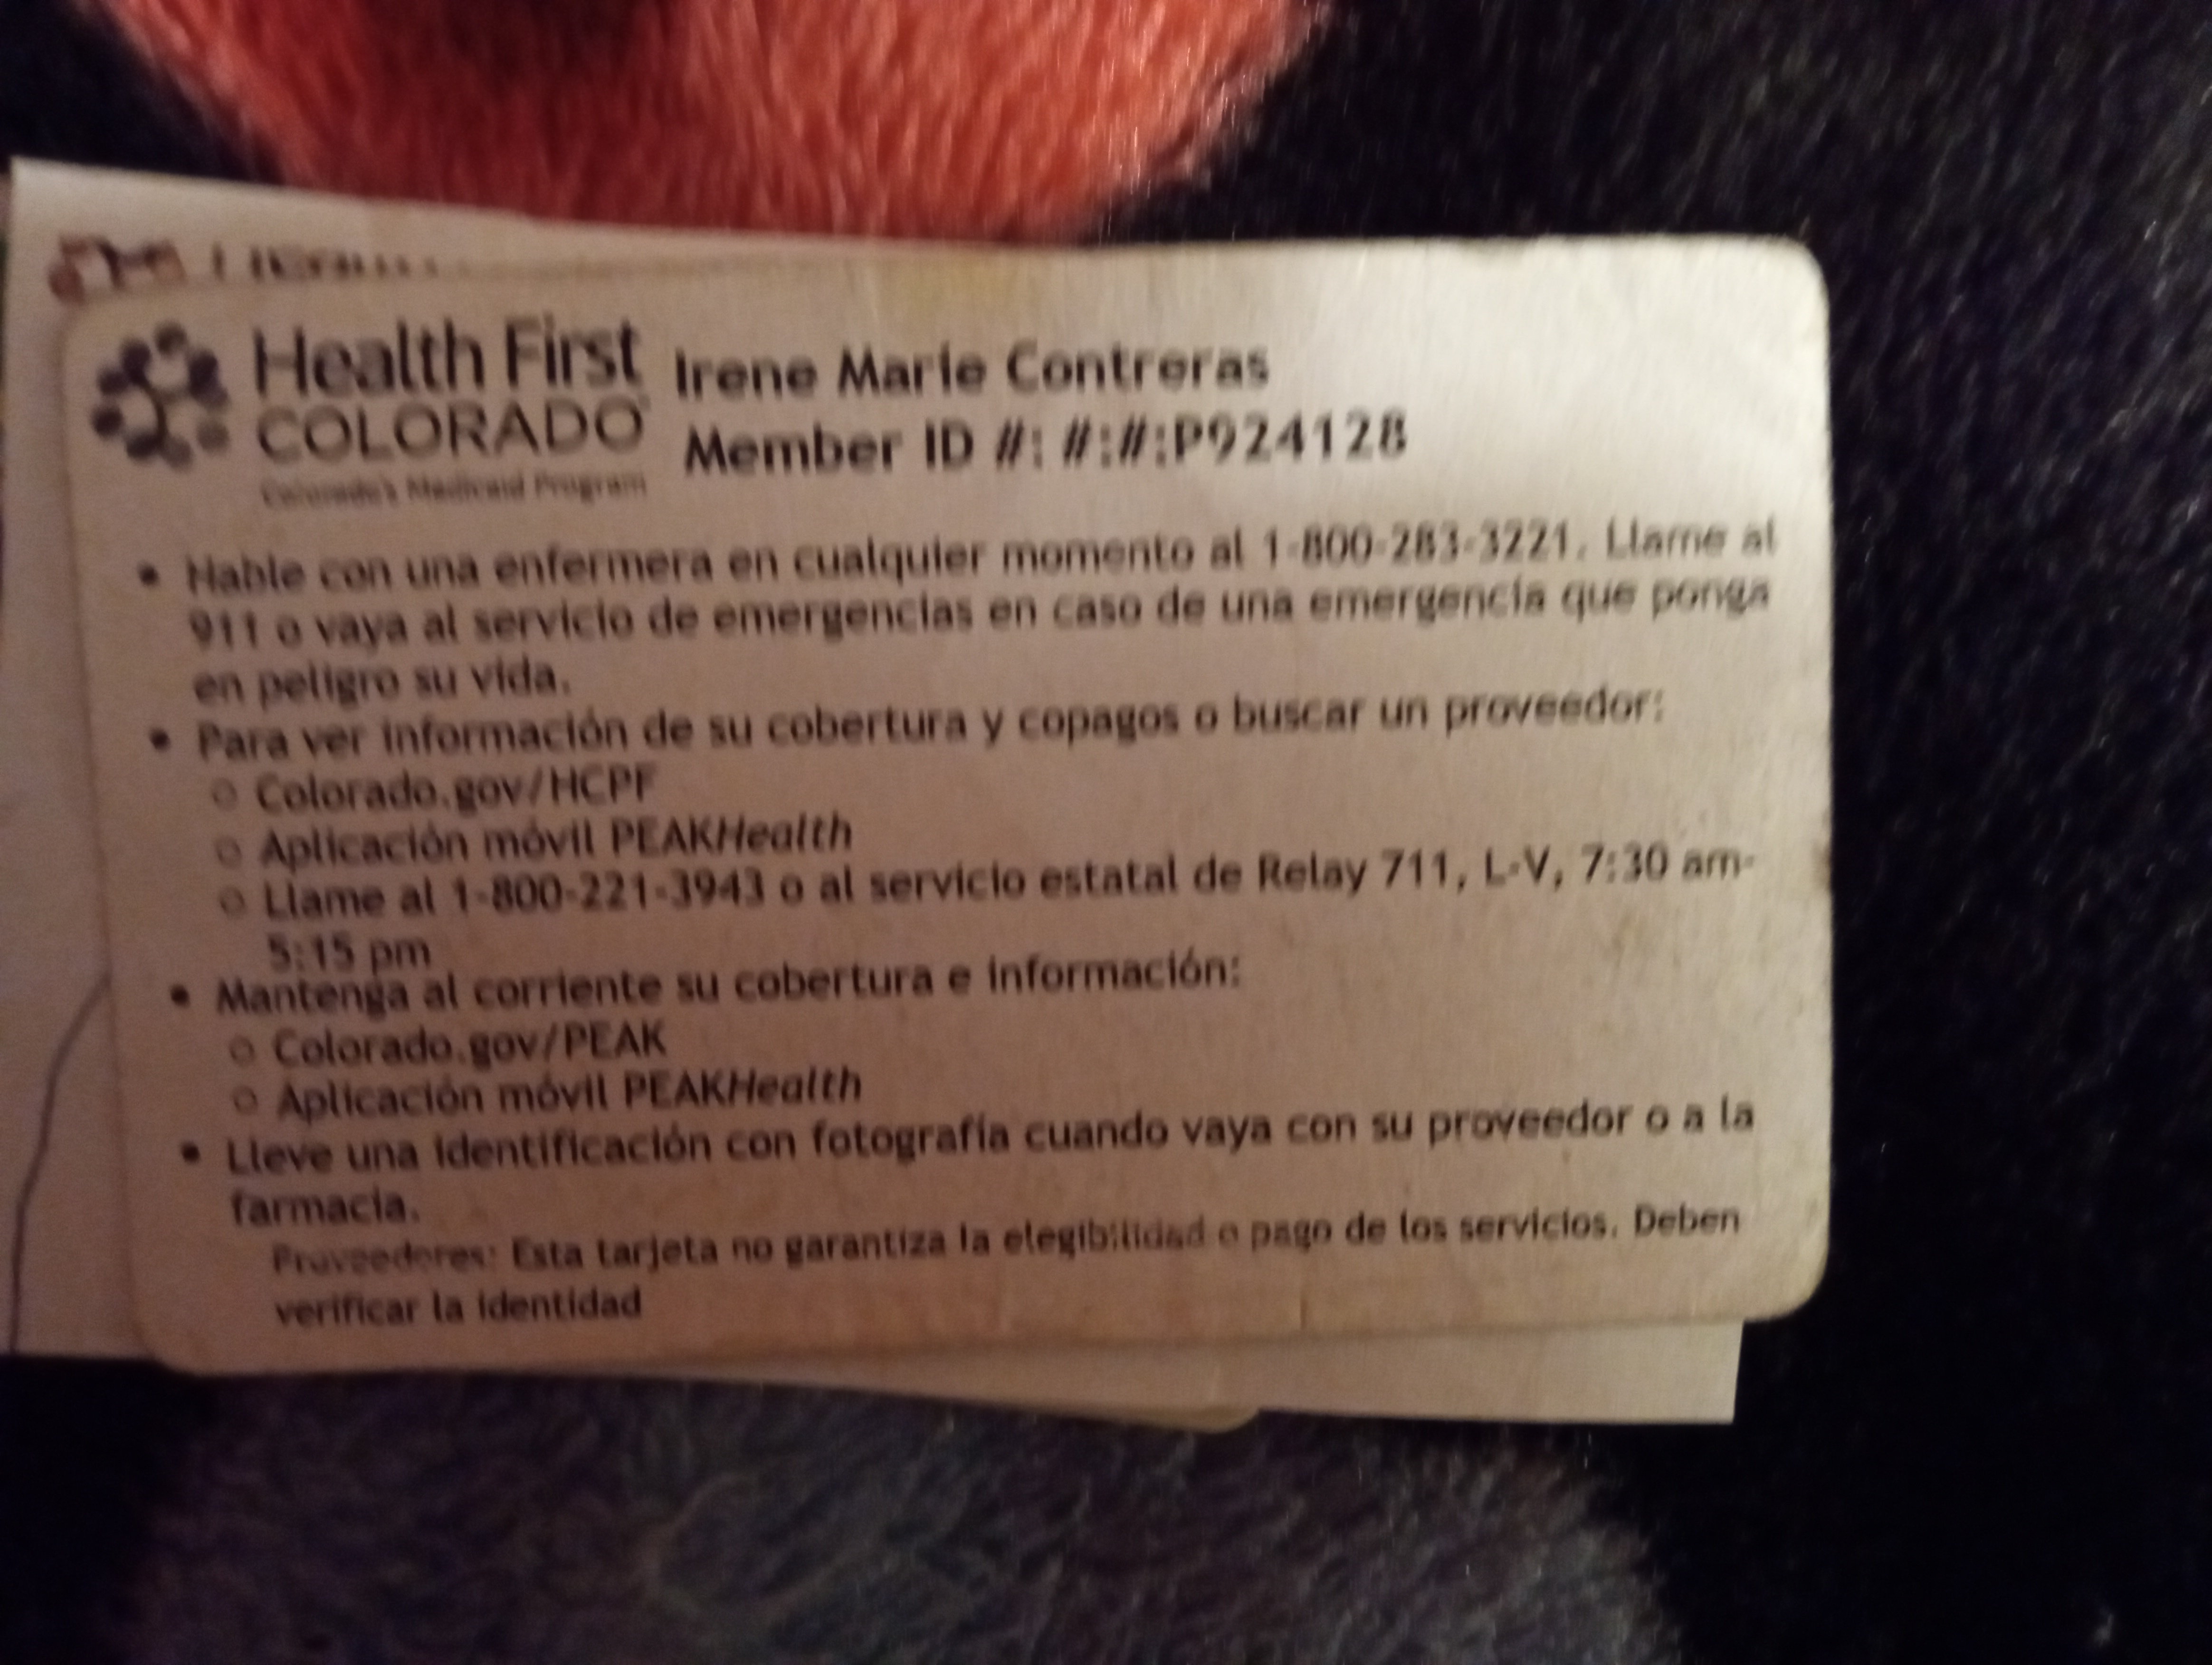 Health First
COLORADO
Colorado's Medicaid Program
Irene Marie Contreras
Member ID #: #:#:P924128
• Hable con una enfermera en cualquier momento al 1-800-283-3221. Llame al
911 o vaya al servicio de emergencias en caso de una emergencia que ponga
en peligro su vida.
• Para ver información de su cobertura y copagos o buscar un proveedor:
○ Colorado.gov/HCPF
○ Aplicación móvil PEAKHealth
○ Llame al 1-800-221-3943 o al servicio estatal de Relay 711, L-V, 7:30 am-
5:15 pm
• Mantenga al corriente su cobertura e información:
○ Colorado.gov/PEAK
○ Aplicación móvil PEAKHealth
• Lleve una identificación con fotografía cuando vaya con su proveedor o a la
farmacia.
Proveedores: Esta tarjeta no garantiza la elegibilidad o pago de los servicios. Deben
verificar la identidad